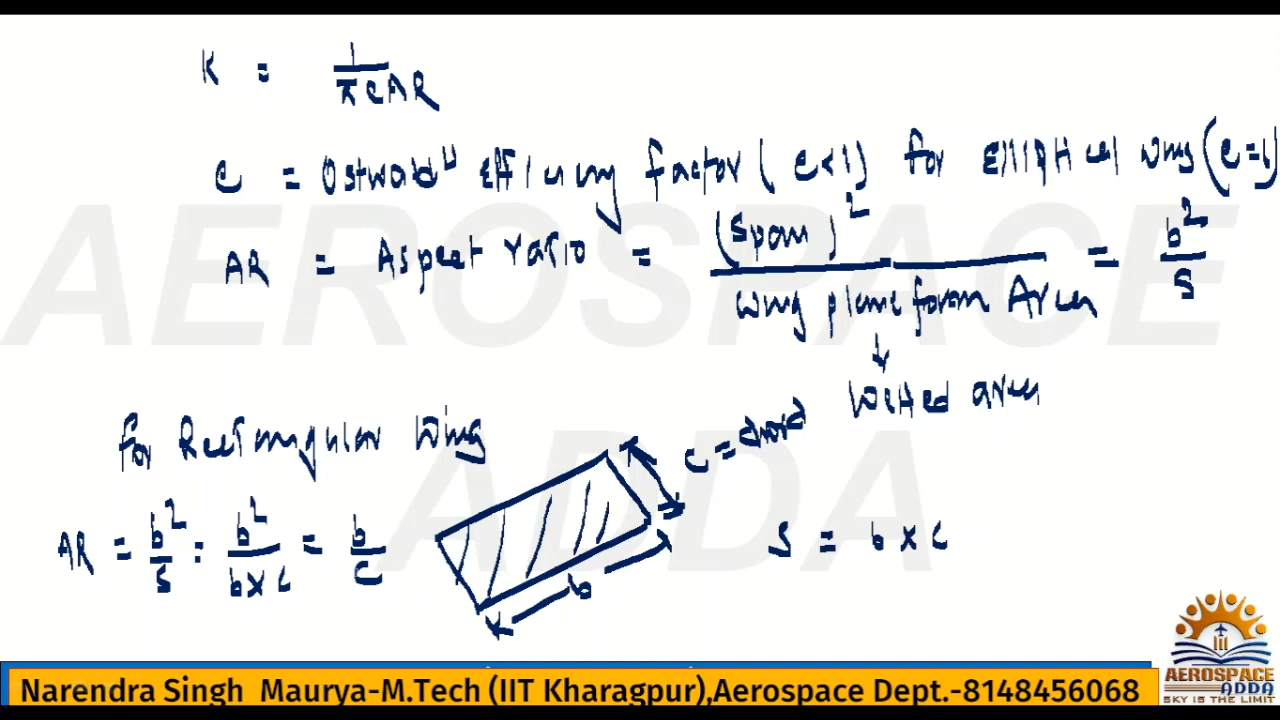 K = 1/πeAR
e = Ostwald's efficiency factor (e<1) for Elliptical wing (e=1)
AR = Aspect ratio = (span)² / wing plane form Area = b²/S
↓
wetted area
for Rectangular wing
c = chord
AR = b²/S = b²/b×c = b/c
b
S = b×c
AEROSPACE
ADDA
Narendra Singh Maurya-M.Tech (IIT Kharagpur),Aerospace Dept.-8148456068
AEROSPACE
ADDA
SKY IS THE LIMIT